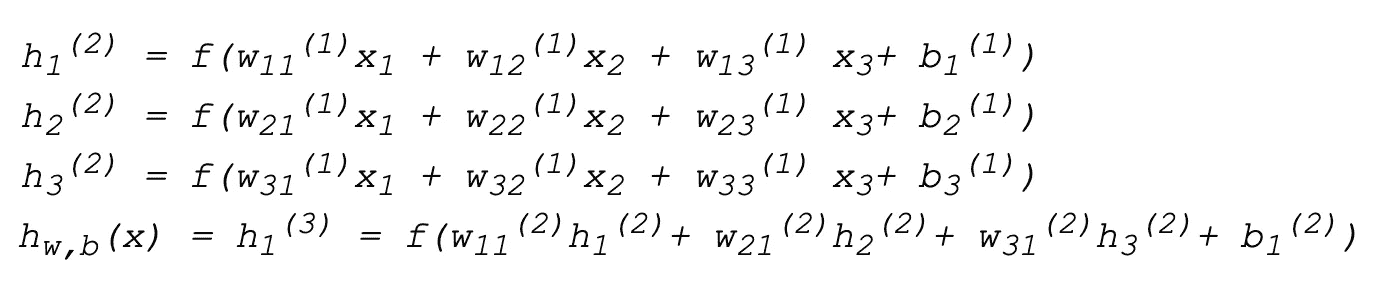 h₁⁽²⁾ = f(w₁₁⁽¹⁾x₁ + w₁₂⁽¹⁾x₂ + w₁₃⁽¹⁾ x₃+ b₁⁽¹⁾)
h₂⁽²⁾ = f(w₂₁⁽¹⁾x₁ + w₂₂⁽¹⁾x₂ + w₂₃⁽¹⁾ x₃+ b₂⁽¹⁾)
h₃⁽²⁾ = f(w₃₁⁽¹⁾x₁ + w₃₂⁽¹⁾x₂ + w₃₃⁽¹⁾ x₃+ b₃⁽¹⁾)
h_{w,b}(x) = h₁⁽³⁾ = f(w₁₁⁽²⁾h₁⁽²⁾+ w₂₁⁽²⁾h₂⁽²⁾+ w₃₁⁽²⁾h₃⁽²⁾+ b₁⁽²⁾)